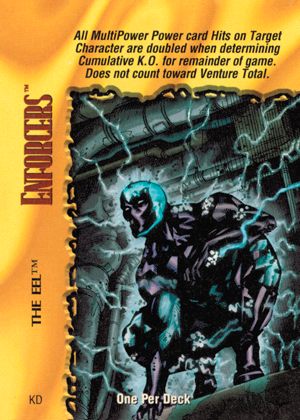 All MultiPower Power card Hits on Target
Character are doubled when determining
Cumulative K.O. for remainder of game.
Does not count toward Venture Total.
ENFORCERS™
THE EEL™
KD
One Per Deck